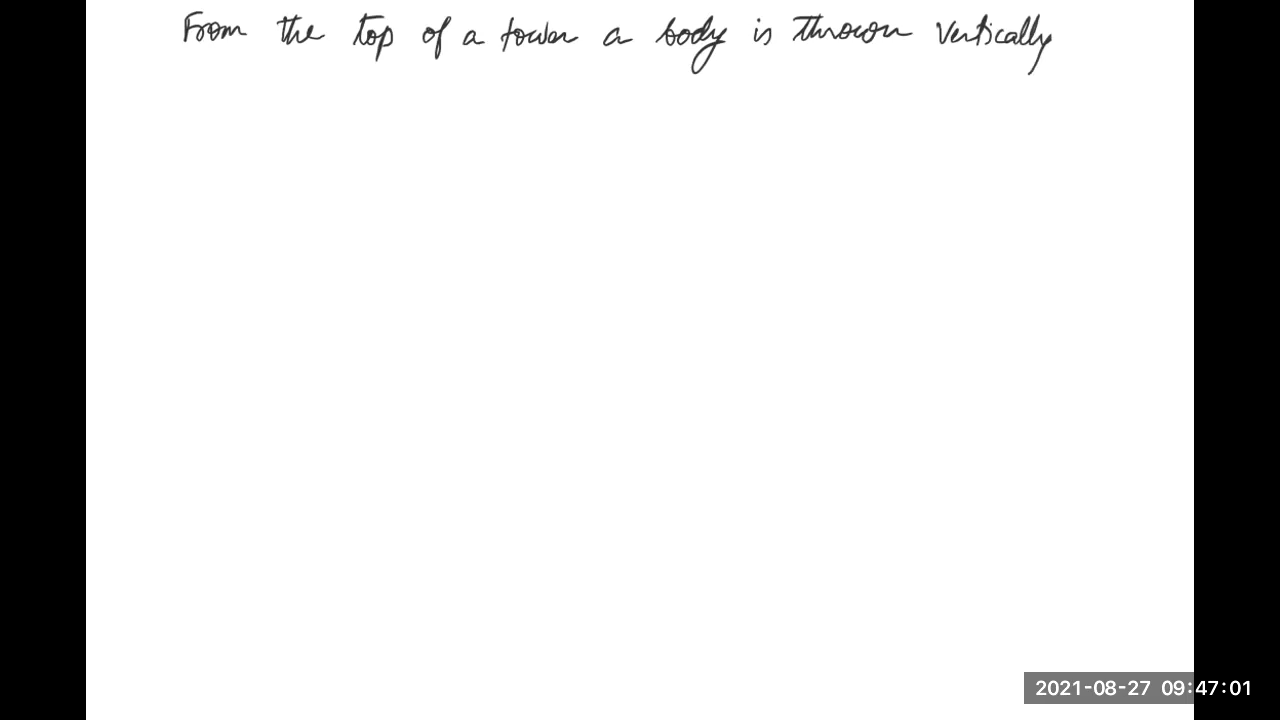 From the top of a tower a body is thrown vertically
2021-08-27 09:47:01